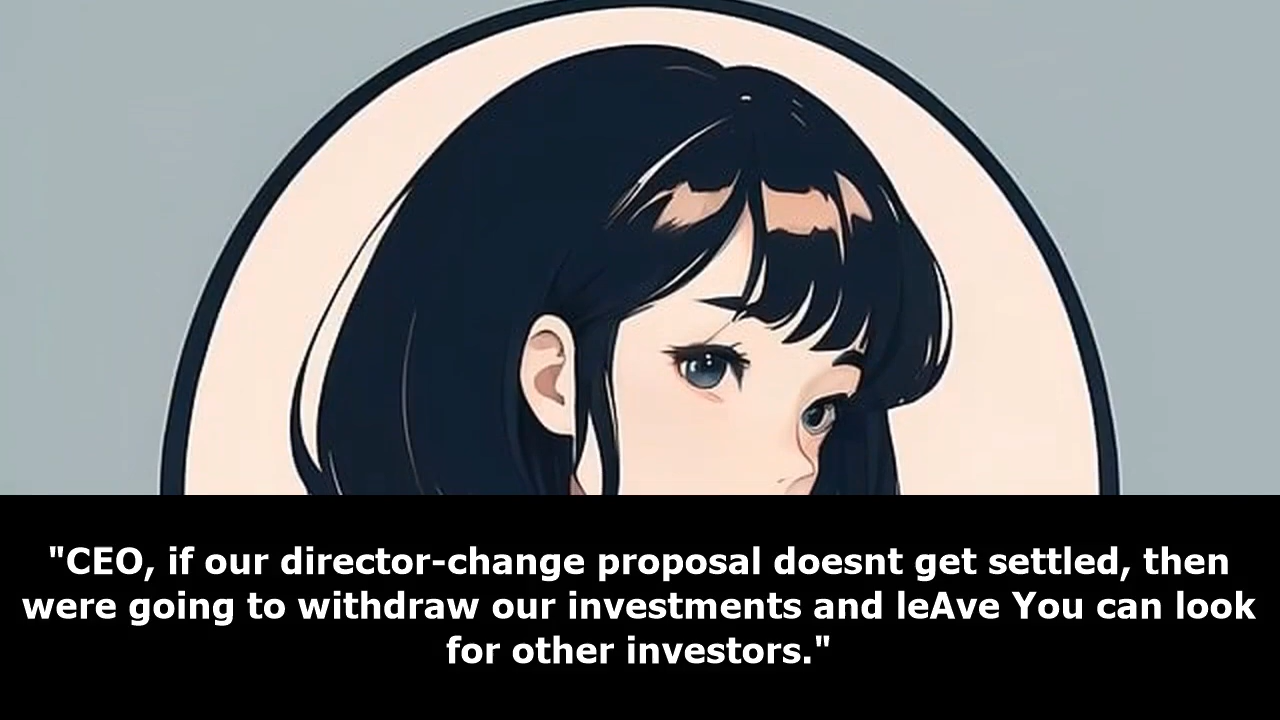 "CEO, if our director-change proposal doesnt get settled, then
were going to withdraw our investments and leAve You can look
for other investors."